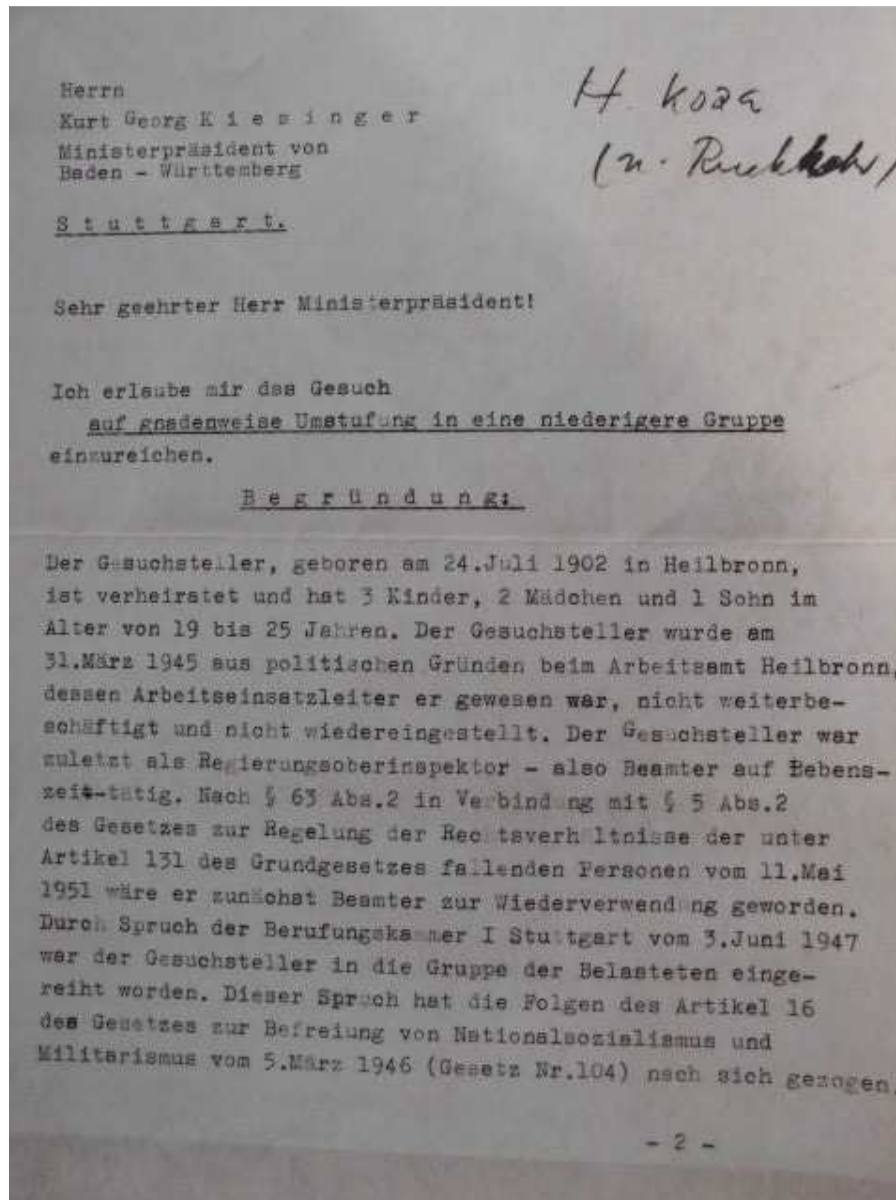 Herrn
Kurt Georg K i e s i n g e r
Ministerpräsident von
Baden - Württemberg
S t u t t g a r t.
H. Koza
(n. Rückkehr)
Sehr geehrter Herr Ministerpräsident!
Ich erlaube mir das Gesuch
auf gnadenweise Umstufung in eine niederigere Gruppe
einzureichen.
B e g r ü n d u n g:
Der Gesuchsteller, geboren am 24.Juli 1902 in Heilbronn,
ist verheiratet und hat 3 Kinder, 2 Mädchen und 1 Sohn im
Alter von 19 bis 25 Jahren. Der Gesuchsteller wurde am
31.März 1945 aus politischen Gründen beim Arbeitsamt Heilbronn,
dessen Arbeitseinsatzleiter er gewesen war, nicht weiterbe-
schäftigt und nicht wiedereingestellt. Der Gesuchsteller war
zuletzt als Regierungsoberinspektor - also Beamter auf Bebens-
zeit-tätig. Nach § 63 Abs.2 in Verbindung mit § 5 Abs.2
des Gesetzes zur Regelung der Rechtsverhältnisse der unter
Artikel 131 des Grundgesetzes fallenden Personen vom 11.Mai
1951 wäre er zunächst Beamter zur Wiederverwendung geworden.
Durch Spruch der Berufungskammer I Stuttgart vom 3.Juni 1947
war der Gesuchsteller in die Gruppe der Belasteten einge-
reiht worden. Dieser Spruch hat die Folgen des Artikel 16
des Gesetzes zur Befreiung von Nationalsozialismus und
Militarismus vom 5.März 1946 (Gesetz Nr.104) nach sich gezogen.
- 2 -